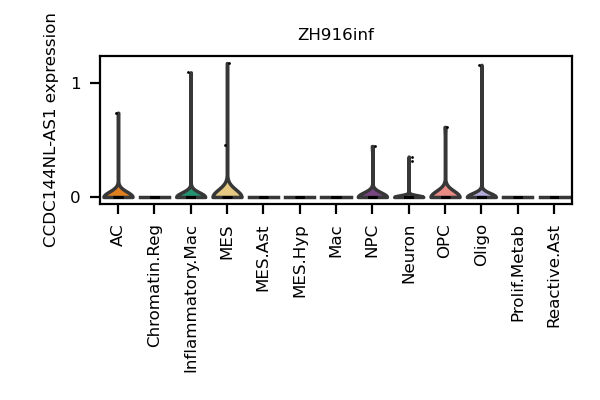 ZH916inf
CCDC144NL-AS1 expression
1
0
AC
Chromatin.Reg
Inflammatory.Mac
MES
MES.Ast
MES.Hyp
Mac
NPC
Neuron
OPC
Oligo
Prolif.Metab
Reactive.Ast